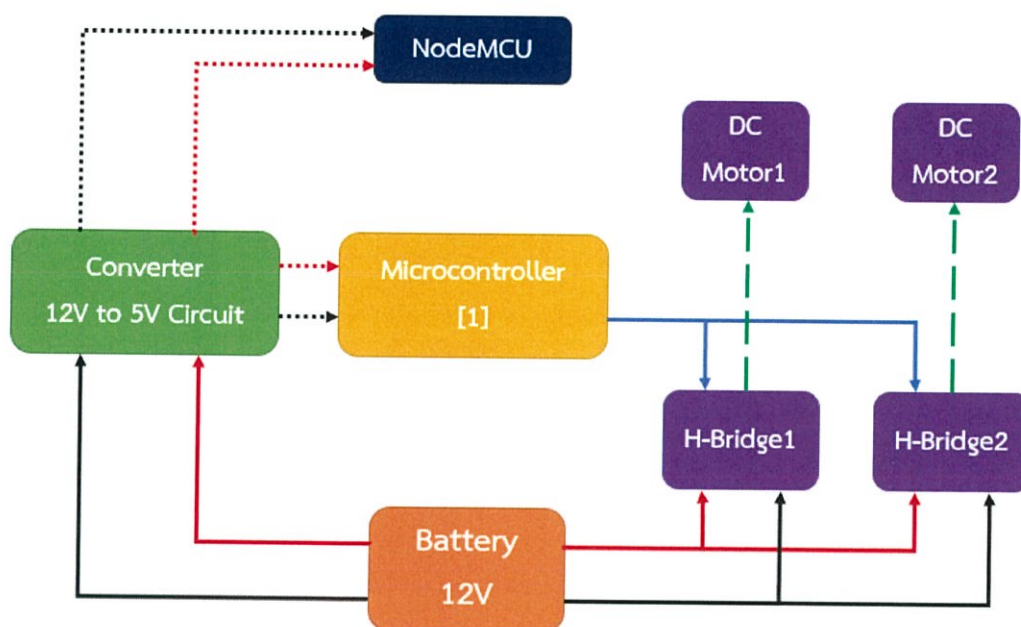 NodeMCU
DC
Motor1
DC
Motor2
Converter
12V to 5V Circuit
Microcontroller
[1]
H-Bridge1
H-Bridge2
Battery
12V